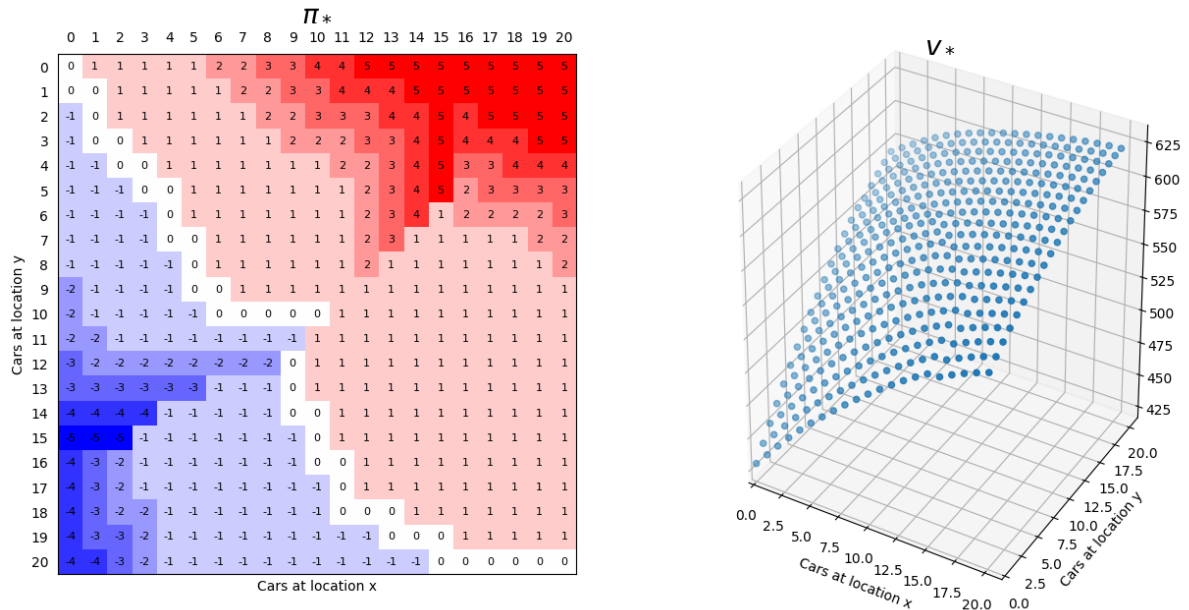 π*
0 1 2 3 4 5 6 7 8 9 10 11 12 13 14 15 16 17 18 19 20
0 0 1 1 1 1 1 2 2 3 3 4 4 5 5 5 5 5 5 5 5 5
1 0 0 1 1 1 1 1 2 2 3 3 4 4 4 5 5 5 5 5 5 5
2 -1 0 1 1 1 1 1 1 2 2 3 3 3 4 4 5 4 5 5 5 5
3 -1 0 0 1 1 1 1 1 1 2 2 2 3 3 4 5 4 4 4 5 5
4 -1 -1 0 0 1 1 1 1 1 1 1 2 2 3 4 5 3 3 4 4 4
5 -1 -1 -1 0 0 1 1 1 1 1 1 1 2 3 4 5 2 3 3 3 3
6 -1 -1 -1 -1 0 1 1 1 1 1 1 1 2 3 4 1 2 2 2 2 3
7 -1 -1 -1 -1 0 0 1 1 1 1 1 1 2 3 1 1 1 1 1 2 2
8 -1 -1 -1 -1 -1 0 1 1 1 1 1 1 2 1 1 1 1 1 1 1 2
9 -2 -1 -1 -1 -1 0 0 1 1 1 1 1 1 1 1 1 1 1 1 1 1
10 -2 -1 -1 -1 -1 -1 0 0 0 0 0 1 1 1 1 1 1 1 1 1 1
11 -2 -2 -1 -1 -1 -1 -1 -1 -1 -1 1 1 1 1 1 1 1 1 1 1 1
12 -3 -2 -2 -2 -2 -2 -2 -2 -2 0 1 1 1 1 1 1 1 1 1 1 1
13 -3 -3 -3 -3 -3 -3 -1 -1 -1 0 1 1 1 1 1 1 1 1 1 1 1
14 -4 -4 -4 -4 -1 -1 -1 -1 -1 0 0 1 1 1 1 1 1 1 1 1 1
15 -5 -5 -5 -1 -1 -1 -1 -1 -1 -1 0 1 1 1 1 1 1 1 1 1 1
16 -4 -3 -2 -1 -1 -1 -1 -1 -1 -1 0 0 1 1 1 1 1 1 1 1 1
17 -4 -3 -2 -1 -1 -1 -1 -1 -1 -1 -1 0 1 1 1 1 1 1 1 1 1
18 -4 -3 -2 -2 -1 -1 -1 -1 -1 -1 -1 0 0 0 1 1 1 1 1 1 1
19 -4 -3 -3 -2 -1 -1 -1 -1 -1 -1 -1 -1 -1 0 0 0 1 1 1 1 1
20 -4 -4 -3 -2 -1 -1 -1 -1 -1 -1 -1 -1 -1 -1 -1 0 0 0 0 0 0
Cars at location y
Cars at location x
v*
625
600
575
550
525
500
475
450
425
20.0
17.5
15.0
12.5
10.0
7.5
5.0
2.5
0.0
Cars at location y
0.0
2.5
5.0
7.5
10.0
12.5
15.0
17.5
20.0
Cars at location x